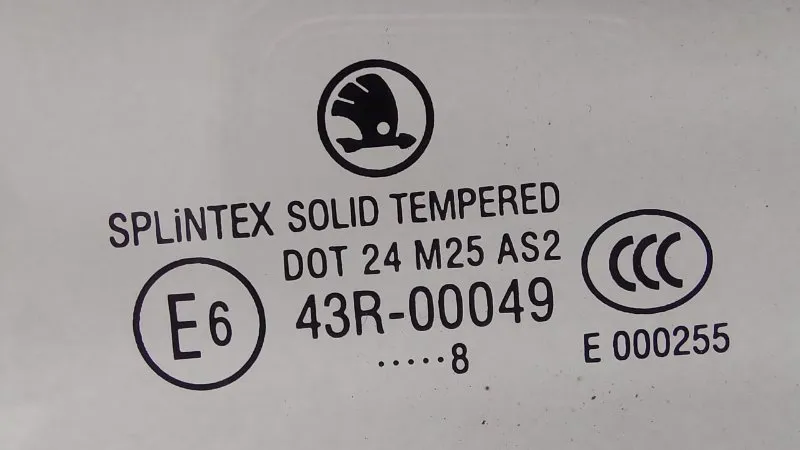 SPLiNTEX SOLID TEMPERED
DOT 24 M25 AS2
E6
43R-00049
.....8
CCC
E 000255